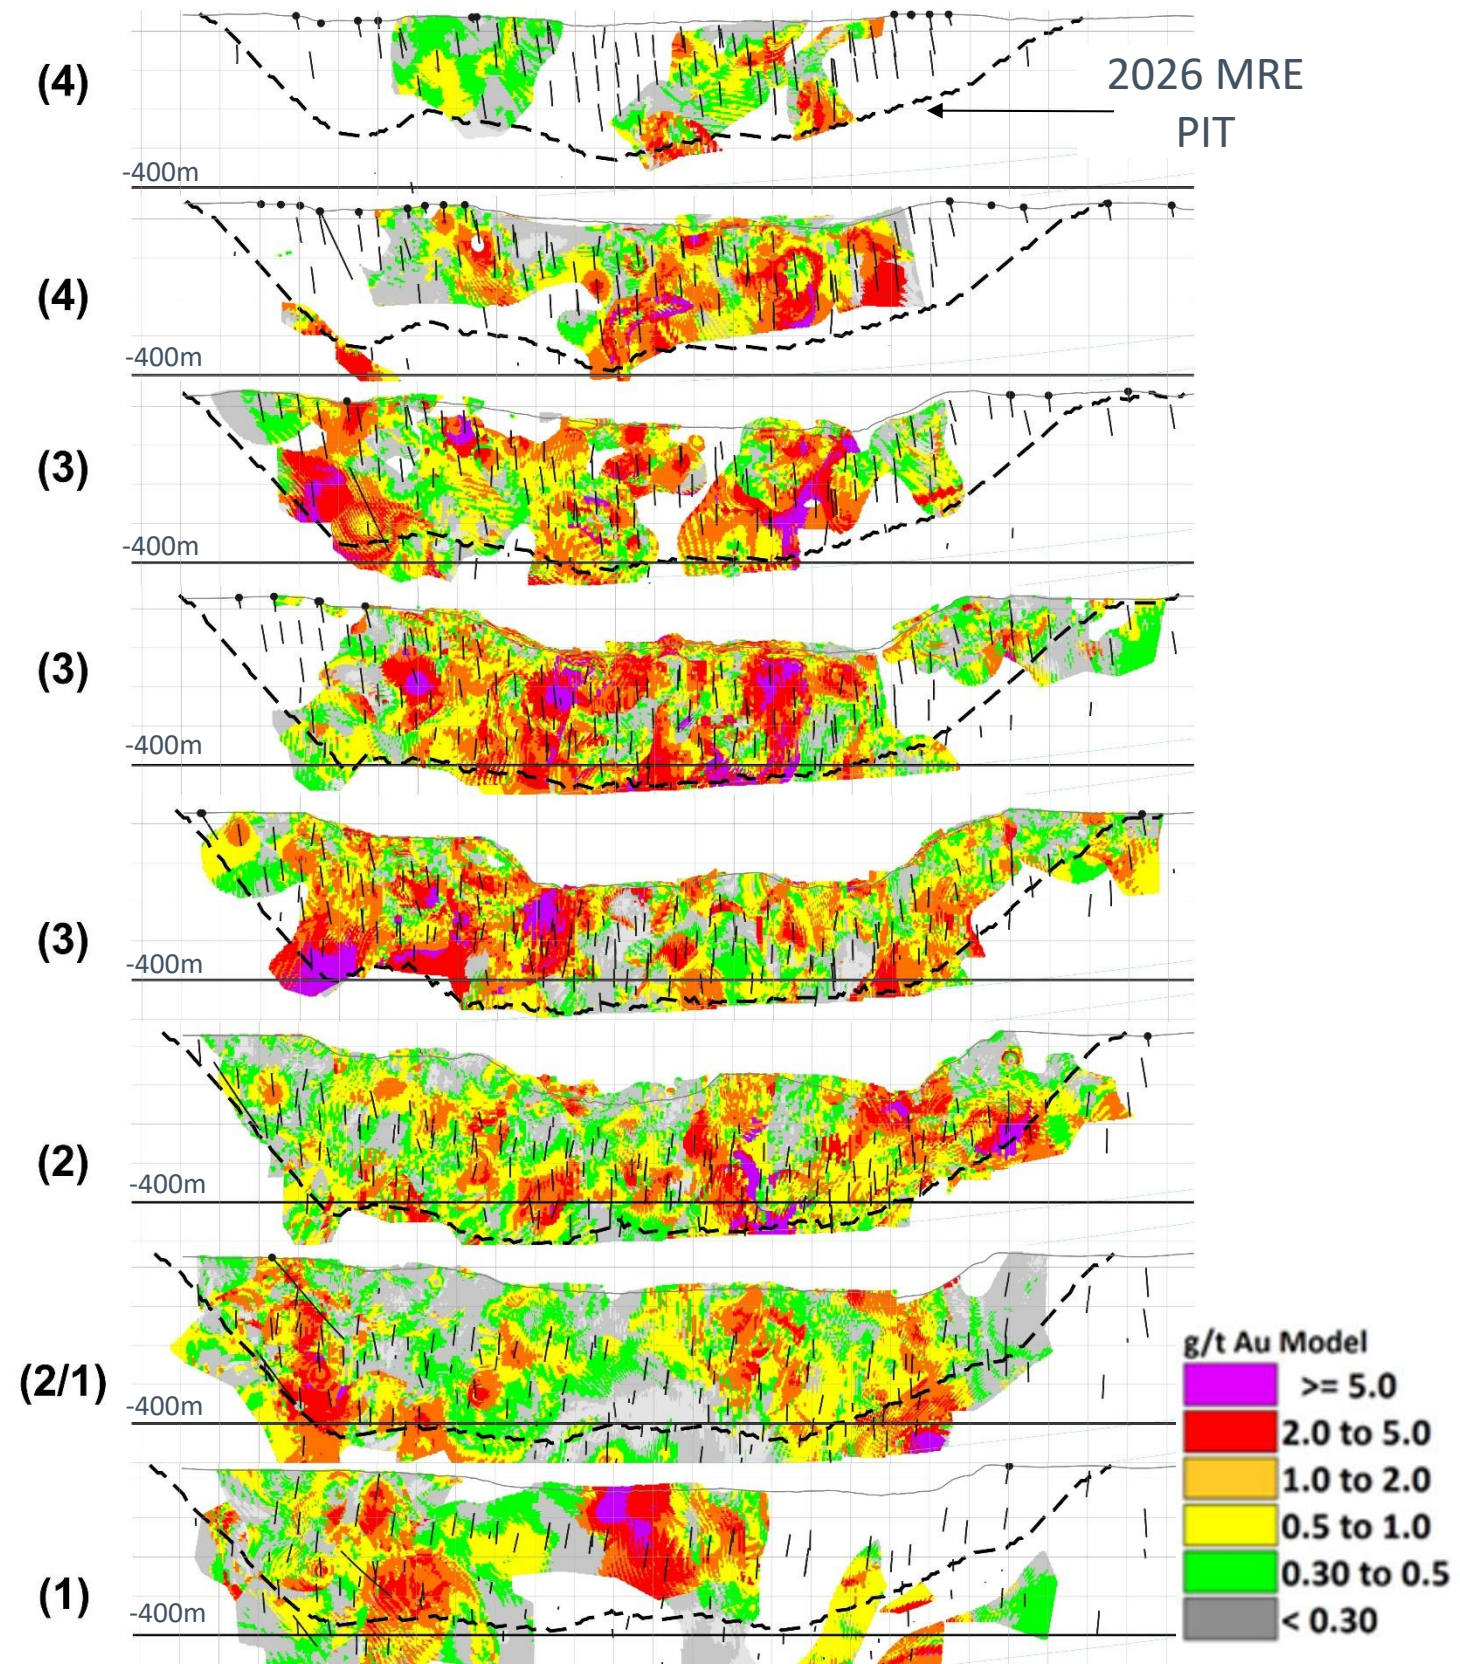 (4)
2026 MRE
PIT
-400m
(4)
-400m
(3)
-400m
(3)
-400m
(3)
-400m
(2)
-400m
(2/1)
-400m
(1)
-400m
g/t Au Model
>= 5.0
2.0 to 5.0
1.0 to 2.0
0.5 to 1.0
0.30 to 0.5
< 0.30